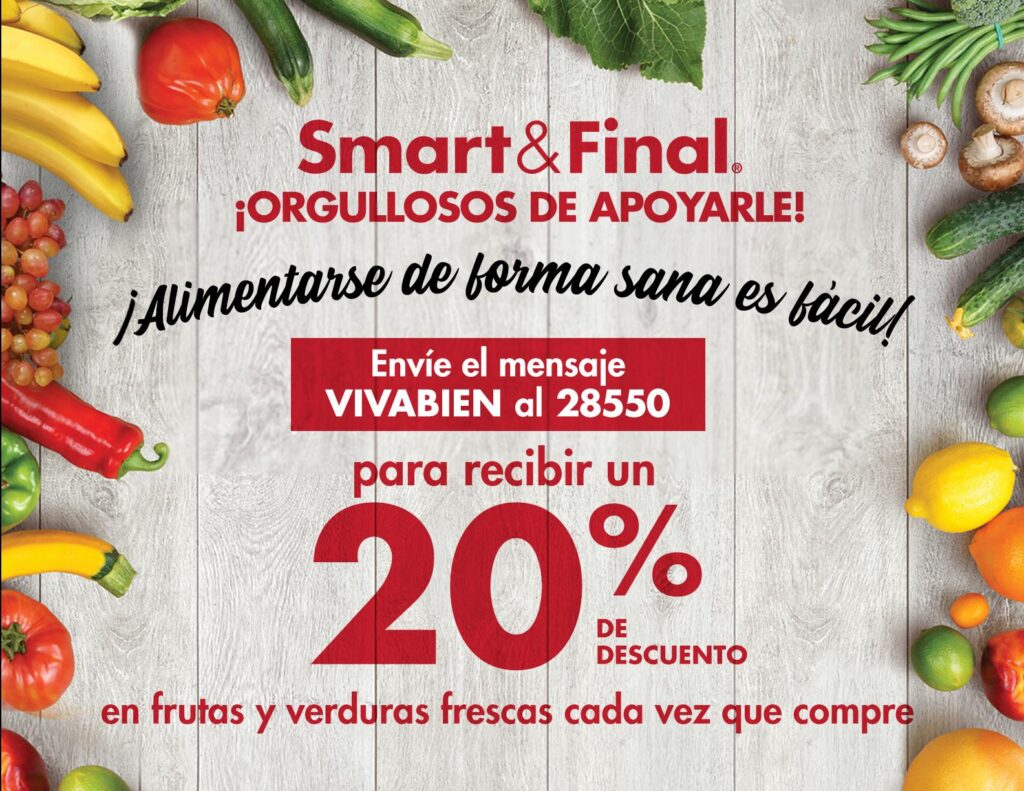 Smart&Final®
¡ORGULLOSOS DE APOYARLE!
¡Alimentarse de forma sana es fácil!
Envíe el mensaje
VIVABIEN al 28550
para recibir un
20%
DE
DESCUENTO
en frutas y verduras frescas cada vez que compre